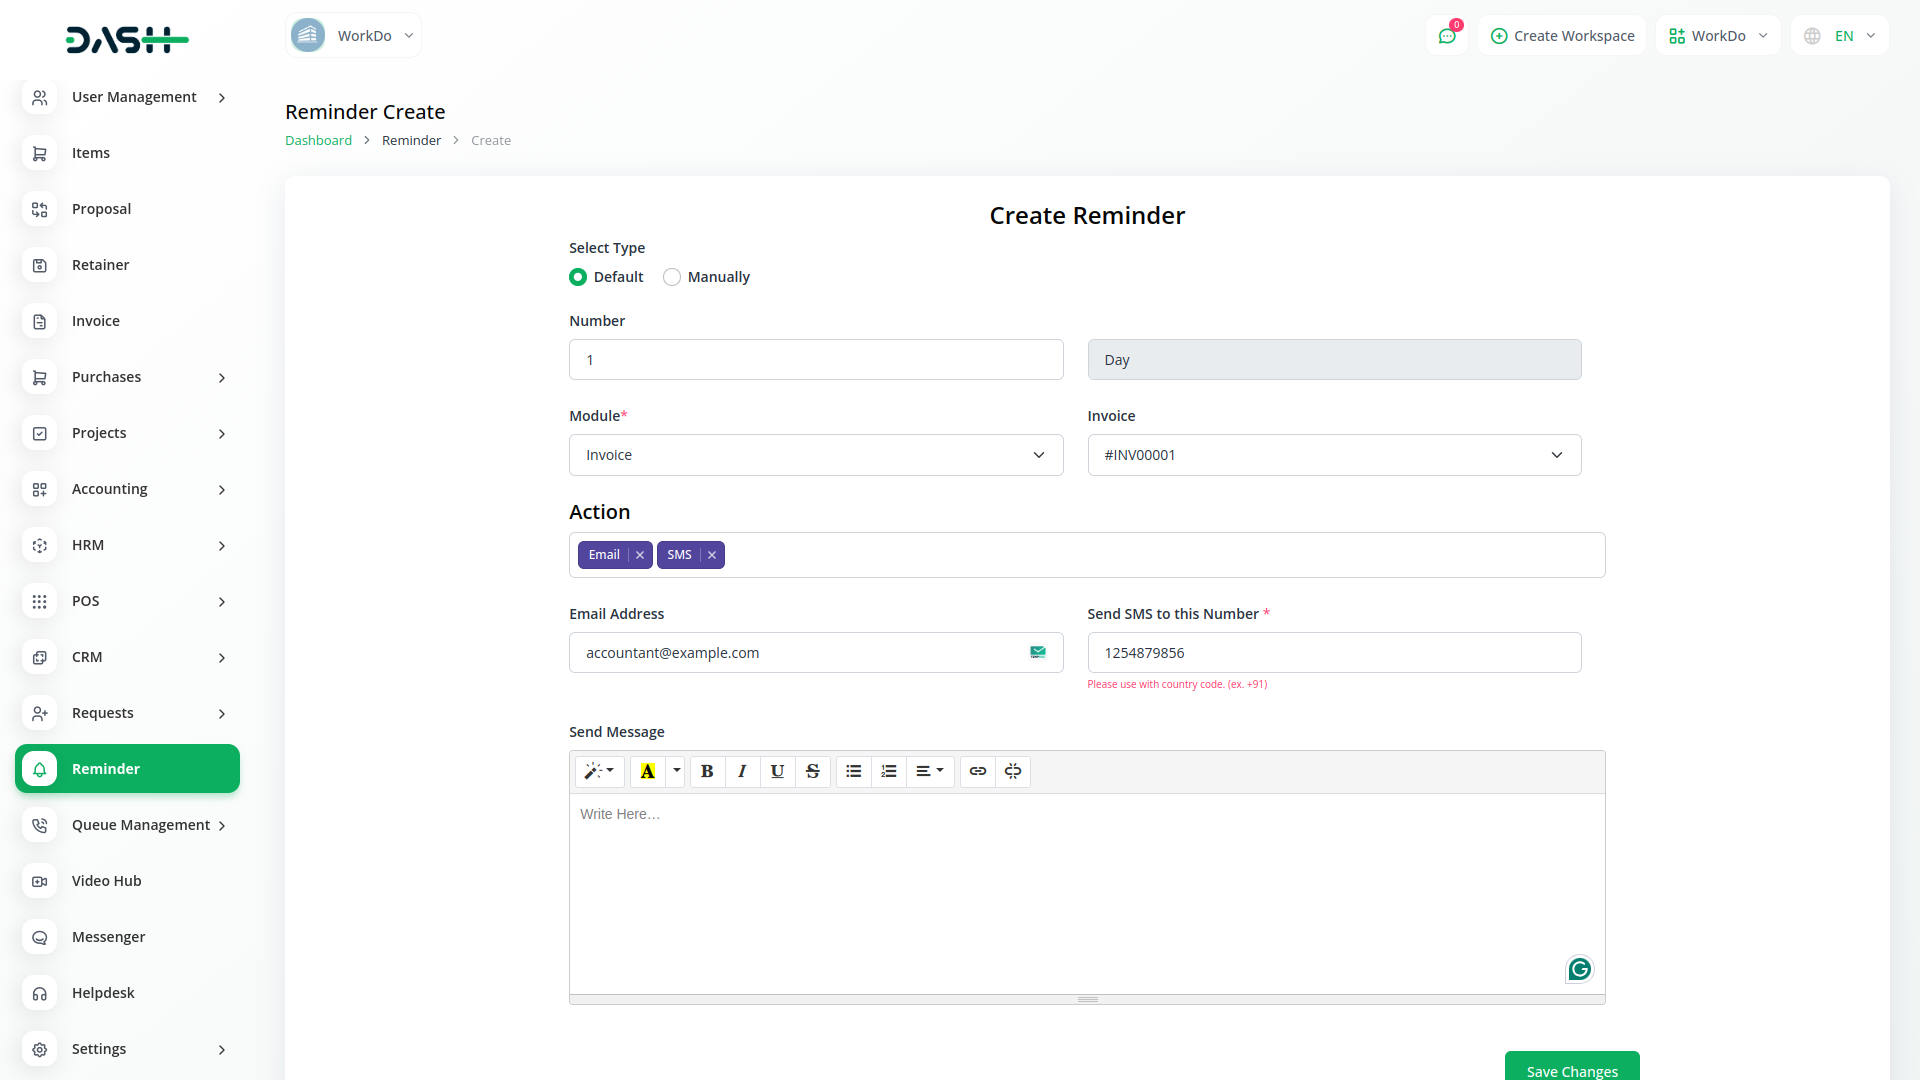 DASH
WorkDo
0
Create Workspace
WorkDo
EN
User Management
Items
Proposal
Retainer
Invoice
Purchases
Projects
Accounting
HRM
POS
CRM
Requests
Reminder
Queue Management
Video Hub
Messenger
Helpdesk
Settings
Reminder Create
Dashboard > Reminder > Create
Create Reminder
Select Type
Default Manually
Number
1 Day
Module* Invoice
Invoice #INV00001
Action
Email × SMS ×
Email Address Send SMS to this Number *
accountant@example.com 1254879856
Please use with country code. (ex. +91)
Send Message
A B I U S
Write Here…
Save Changes